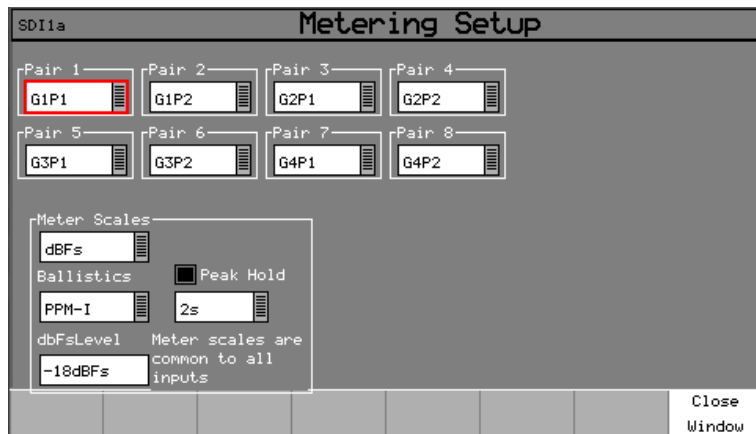 SDI1a
Metering Setup
Pair 1 Pair 2 Pair 3 Pair 4
G1P1 G1P2 G2P1 G2P2
Pair 5 Pair 6 Pair 7 Pair 8
G3P1 G3P2 G4P1 G4P2
Meter Scales
dBFs
Ballistics
Peak Hold
PPM-I
2s
dbFsLevel
-18dBFs
Meter scales are
common to all
inputs
Close
Window